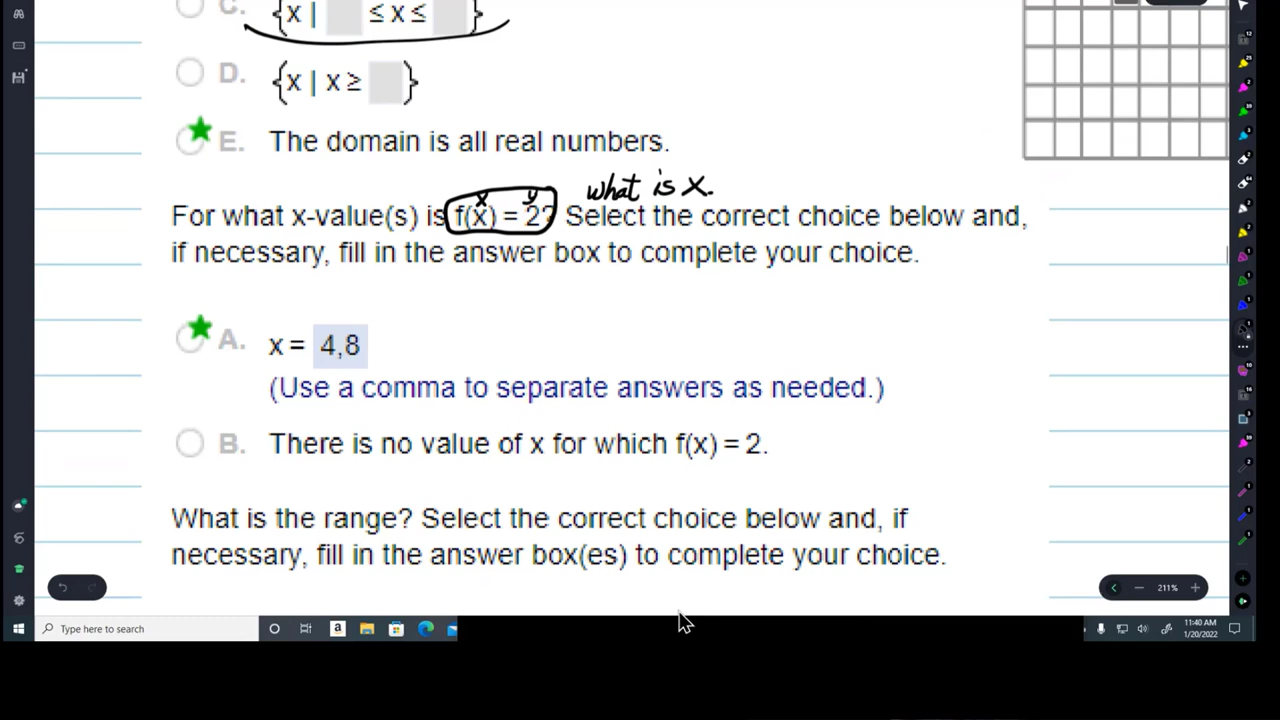 C. {x | ≤ x ≤ }
D. {x | x ≥ }
E. The domain is all real numbers.
what is x.
x y
For what x-value(s) is f(x) = 2? Select the correct choice below and,
if necessary, fill in the answer box to complete your choice.
A. x = 4,8
(Use a comma to separate answers as needed.)
B. There is no value of x for which f(x) = 2.
What is the range? Select the correct choice below and, if
necessary, fill in the answer box(es) to complete your choice.
211%
Type here to search
a
11:40 AM
1/20/2022